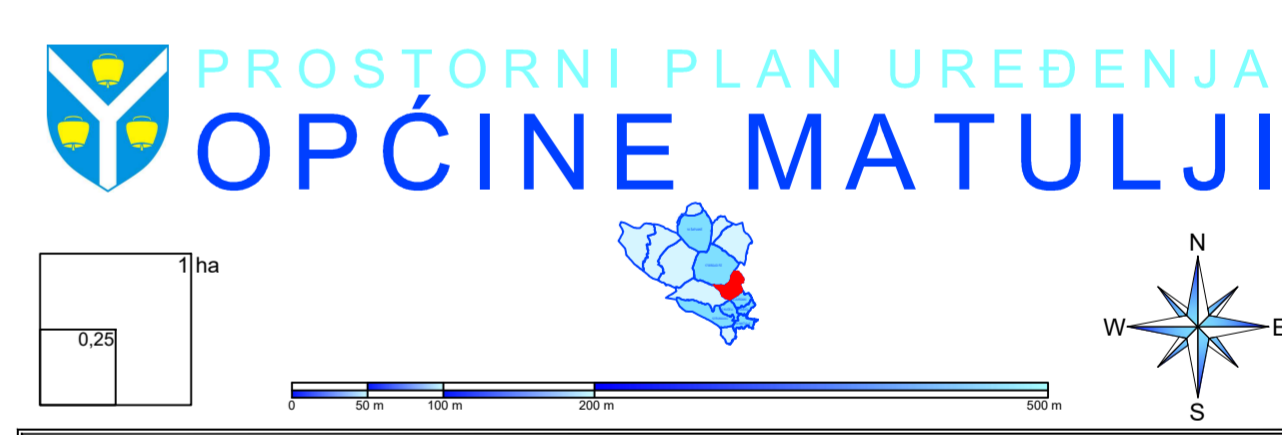 PROSTORNI PLAN UREĐENJA
OPĆINE MATULJI
1 ha
0,25
0 50 m 100 m 200 m 500 m
N
W E
S